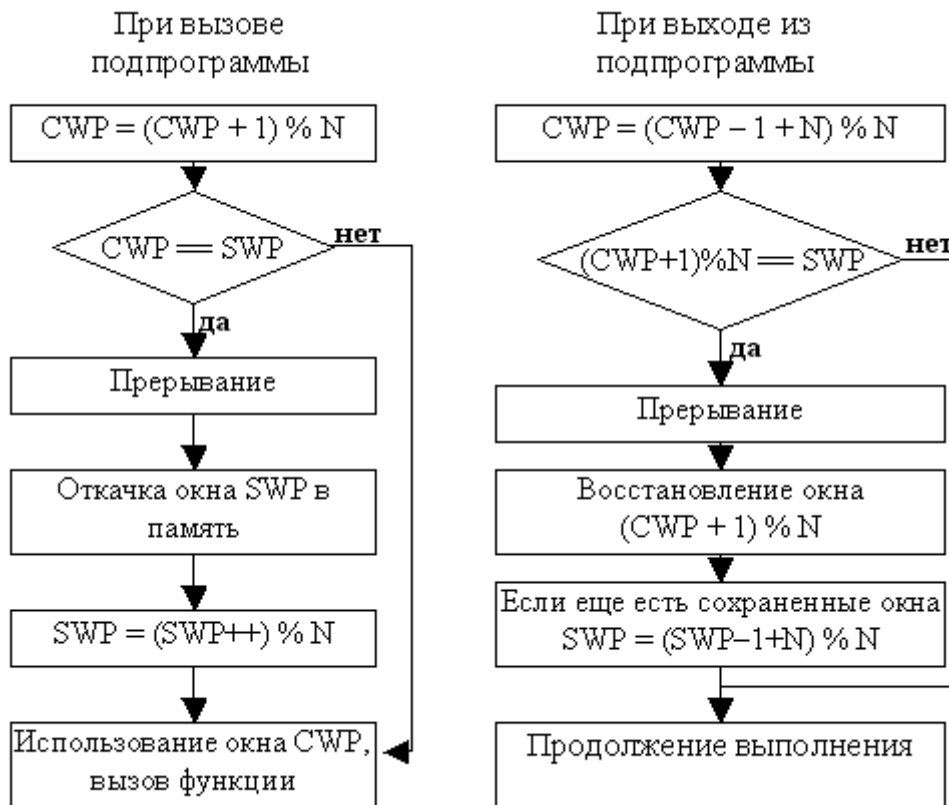 При вызове
подпрограммы
CWP = (CWP + 1) % N
CWP == SWP
нет
да
Прерывание
Откачка окна SWP в
память
SWP = (SWP++) % N
Использование окна CWP,
вызов функции
При выходе из
подпрограммы
CWP = (CWP – 1 + N) % N
(CWP+1)%N == SWP
нет
да
Прерывание
Восстановление окна
(CWP + 1) % N
Если еще есть сохраненные окна
SWP = (SWP–1+N) % N
Продолжение выполнения